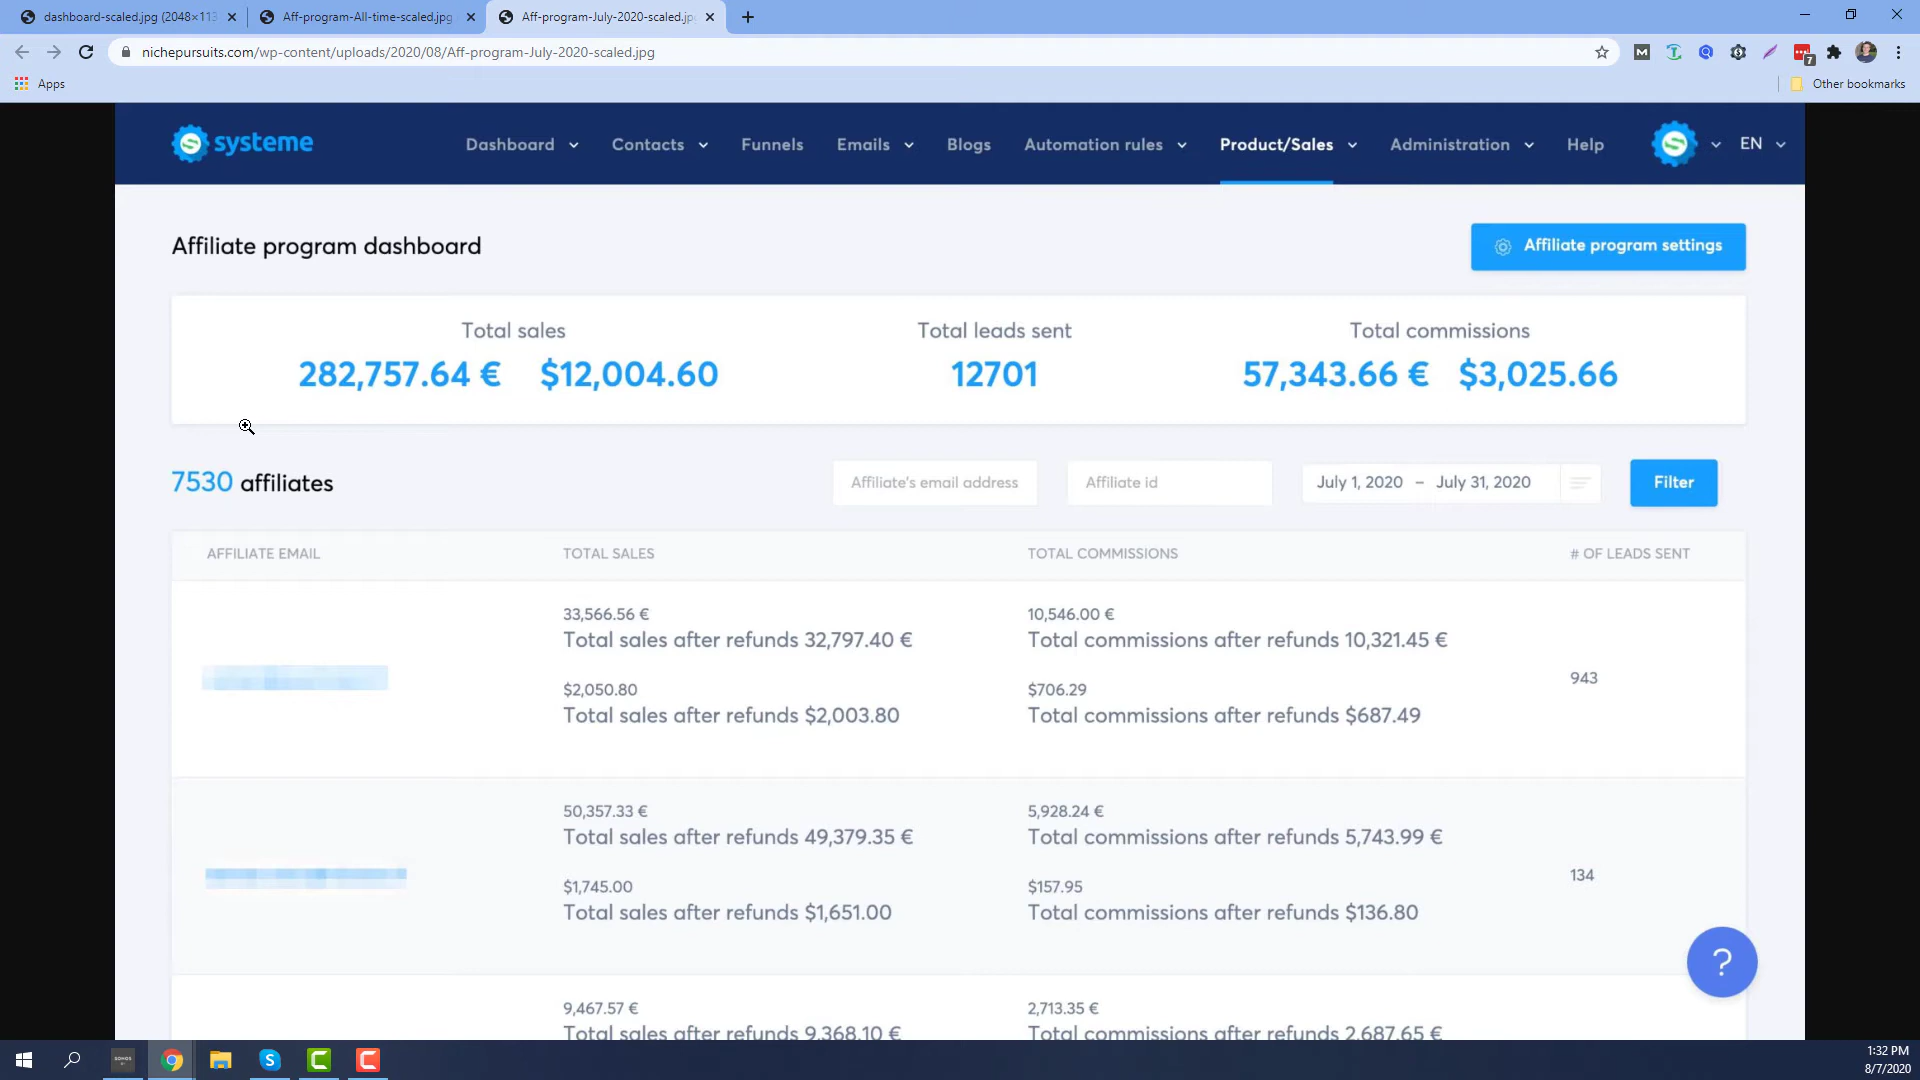 dashboard-scaled.jpg (2048×113
Aff-program-All-time-scaled.jpg
Aff-program-July-2020-scaled.jp
nichepursuits.com/wp-content/uploads/2020/08/Aff-program-July-2020-scaled.jpg
7
Apps
Other bookmarks
systeme
Dashboard Contacts Funnels Emails Blogs Automation rules Product/Sales Administration Help EN
Affiliate program dashboard
Affiliate program settings
Total sales Total leads sent Total commissions
282,757.64 € $12,004.60 12701 57,343.66 € $3,025.66
7530 affiliates
Affiliate's email address Affiliate id July 1, 2020 – July 31, 2020 Filter
AFFILIATE EMAIL TOTAL SALES TOTAL COMMISSIONS # OF LEADS SENT
33,566.56 € 10,546.00 €
Total sales after refunds 32,797.40 € Total commissions after refunds 10,321.45 €
943
$2,050.80 $706.29
Total sales after refunds $2,003.80 Total commissions after refunds $687.49
50,357.33 € 5,928.24 €
Total sales after refunds 49,379.35 € Total commissions after refunds 5,743.99 €
134
$1,745.00 $157.95
Total sales after refunds $1,651.00 Total commissions after refunds $136.80
?
9,467.57 € 2,713.35 €
Total sales after refunds 9,368.10 € Total commissions after refunds 2,687.65 €
SONOS
1:32 PM
8/7/2020